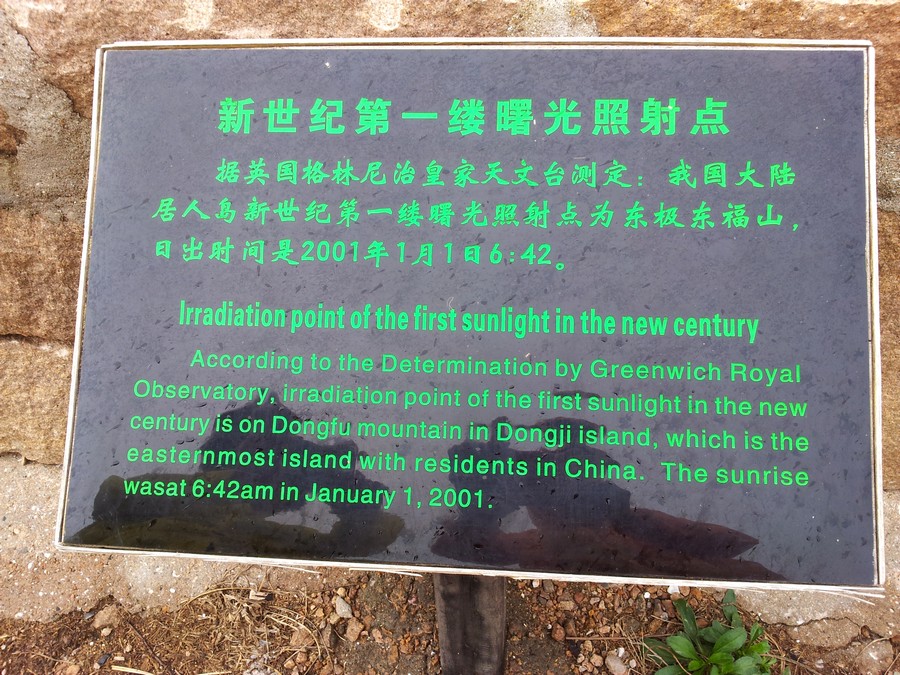 新世纪第一缕曙光照射点
据英国格林尼治皇家天文台测定：我国大陆
居人岛新世纪第一缕曙光照射点为东极东福山，
日出时间是2001年1月1日6:42。
Irradiation point of the first sunlight in the new century
According to the Determination by Greenwich Royal
Observatory, irradiation point of the first sunlight in the new
century is on Dongfu mountain in Dongji island, which is the
easternmost island with residents in China. The sunrise
wasat 6:42am in January 1, 2001.